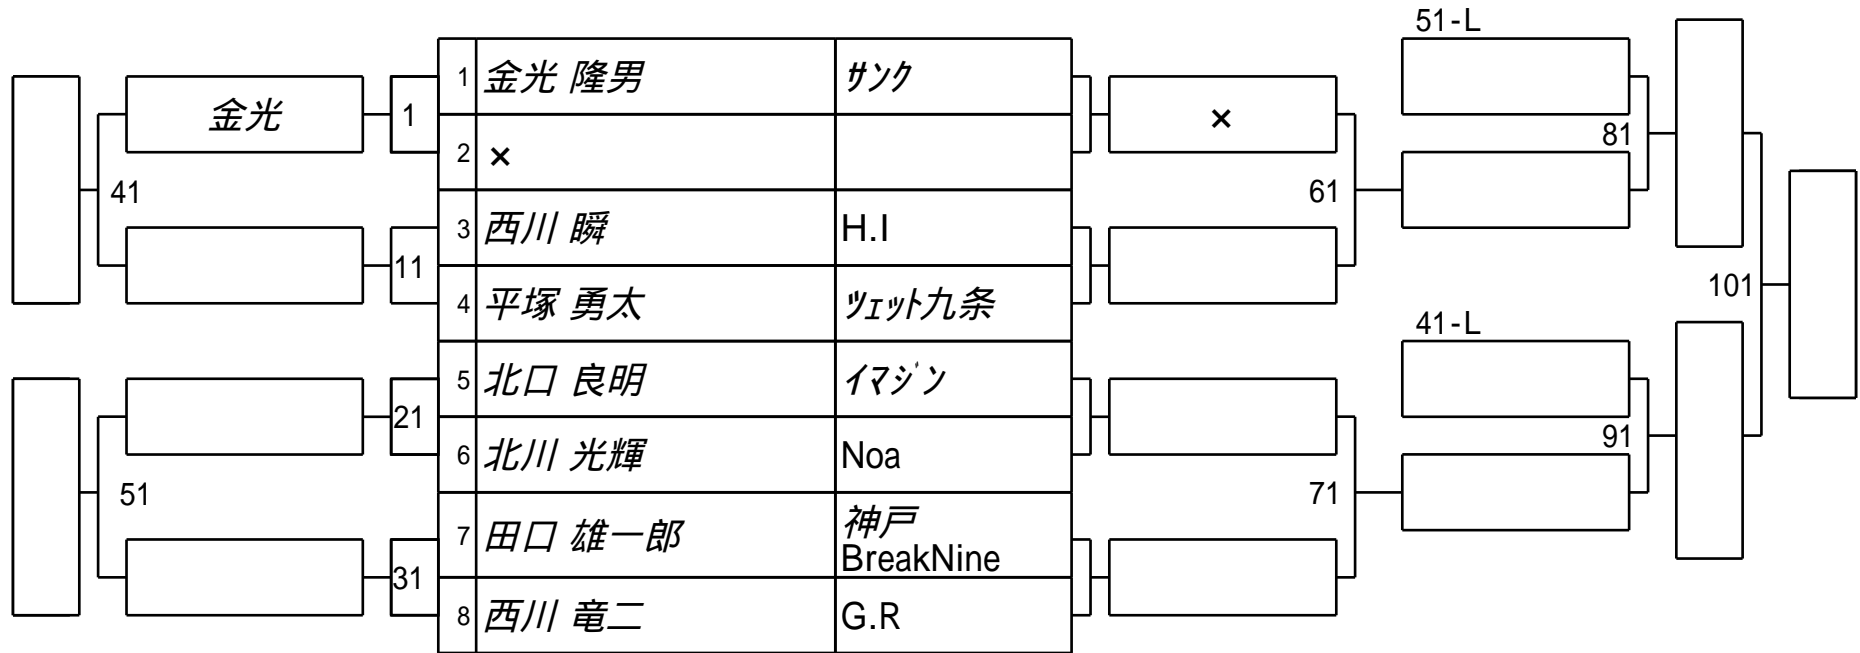 51-L
1 金光 隆男 サンク
金光 1 ×
2 × 81
41 61
3 西川 瞬 H.I
11
4 平塚 勇太 ツェット九条 101
41-L
5 北口 良明 イマジン
21
6 北川 光輝 Noa 91
51 71
7 田口 雄一郎 神戸
BreakNine
31
8 西川 竜二 G.R